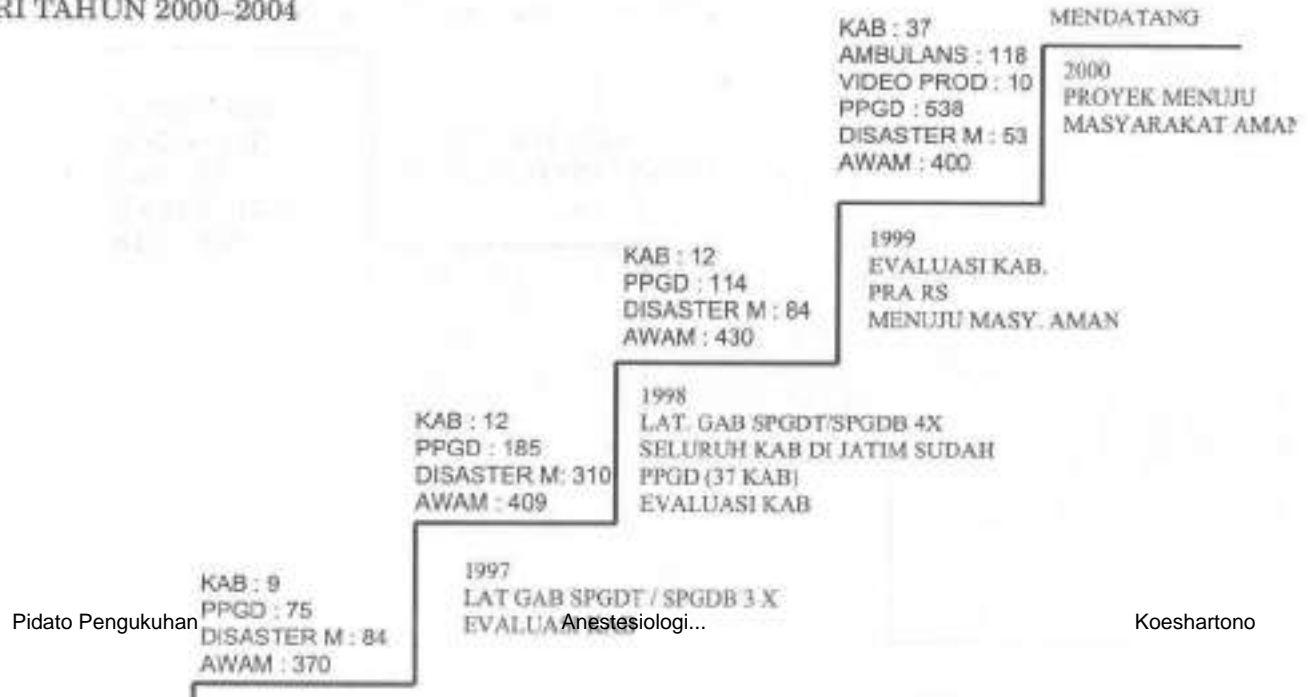 RI TAHUN 2000–2004
MENDATANG
KAB : 37
AMBULANS : 118
VIDEO PROD : 10
PPGD : 538
DISASTER M : 53
AWAM : 400
2000
PROYEK MENUJU
MASYARAKAT AMAN
KAB : 12
PPGD : 114
DISASTER M : 84
AWAM : 430
1999
EVALUASI KAB.
PRA RS
MENUJU MASY. AMAN
KAB : 12
PPGD : 185
DISASTER M: 310
AWAM : 409
1998
LAT. GAB SPGDT/SPGDB 4X
SELURUH KAB DI JATIM SUDAH
PPGD (37 KAB)
EVALUASI KAB
KAB : 9
PPGD : 75
DISASTER M : 84
AWAM : 370
1997
LAT GAB SPGDT / SPGDB 3 X
EVALUASI KAB
Pidato Pengukuhan
Anestesiologi...
Koeshartono